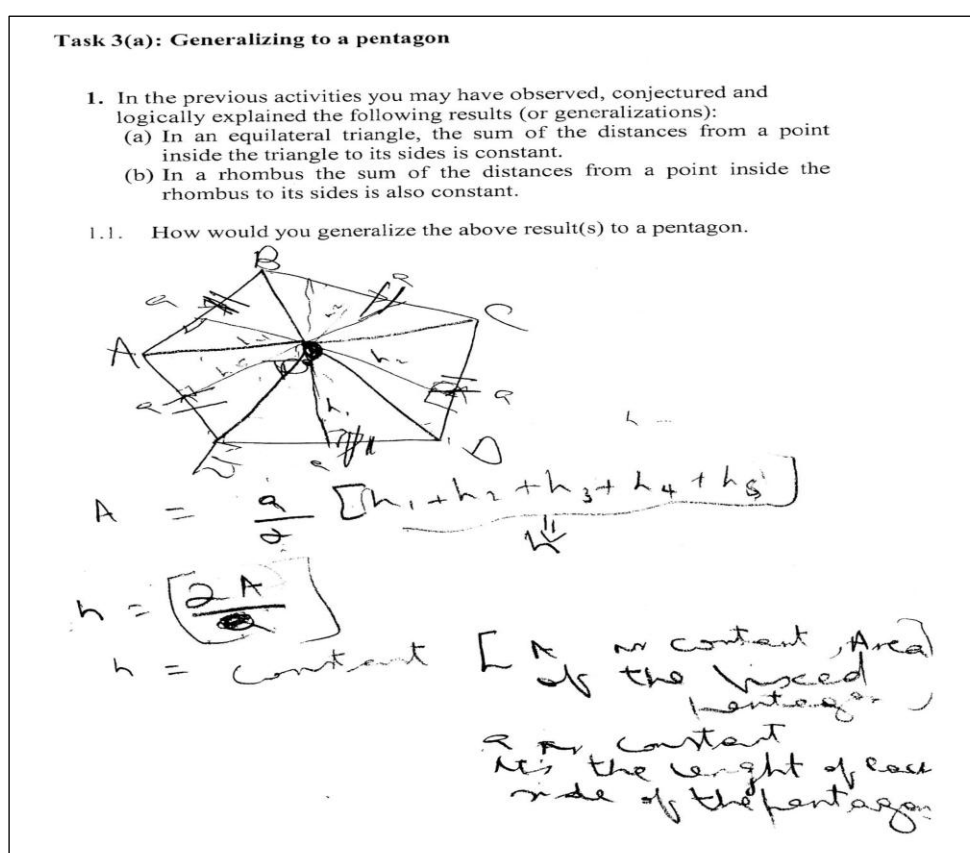 Task 3(a): Generalizing to a pentagon
1. In the previous activities you may have observed, conjectured and
logically explained the following results (or generalizations):
(a) In an equilateral triangle, the sum of the distances from a point
inside the triangle to its sides is constant.
(b) In a rhombus the sum of the distances from a point inside the
rhombus to its sides is also constant.
1.1. How would you generalize the above result(s) to a pentagon.
B
a
a
C
A
h2
a
a
h1
D
A = a/2 [h1 + h2 + h3 + h4 + h5]
h
h = [2A/a]
h = constant [A is contant, Area
of the fixed
pentagon]
a is constant
the lenght of each
side of the pentagon